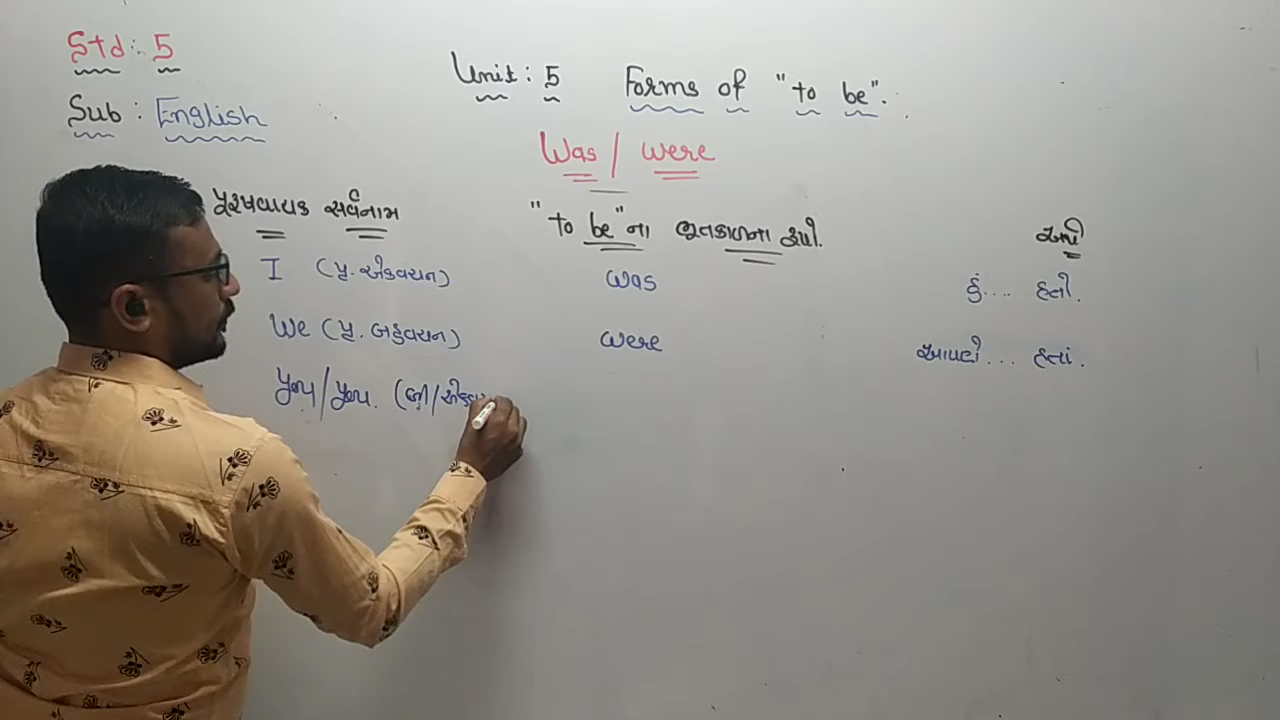 Std : 5
Sub : English
Unit : 5 Forms of "to be".
Was / were
પુરુષવાચક સર્વનામ "to be" ના ભૂતકાળના રૂપો. અર્થ
I (પ્ર. એકવચન) was હું.... હતો.
We (પ્ર. બહુવચન) were આપણે... હતાં.
you/you. (બી/એકવચ